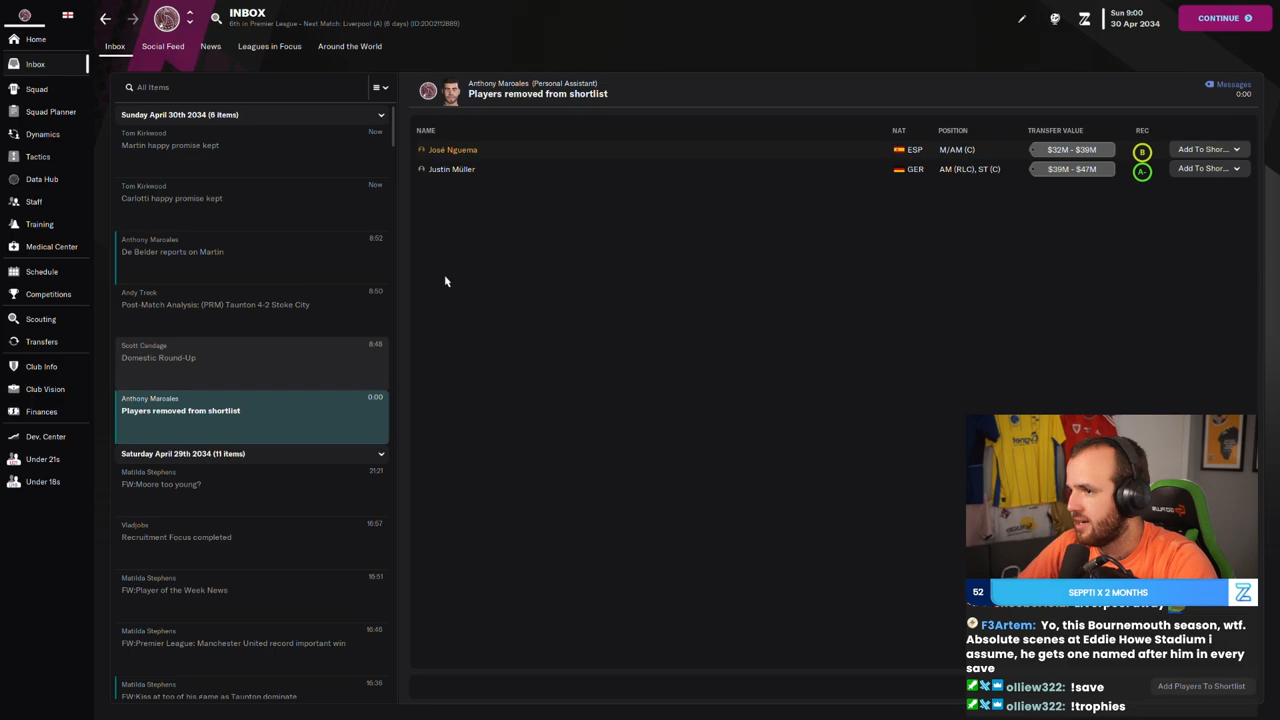 INBOX
6th in Premier League - Next Match: Liverpool (A) (6 days) (ID:2002112889)
Sun 9:00
30 Apr 2034
CONTINUE
Inbox
Social Feed
News
Leagues in Focus
Around the World
Home
Inbox
Squad
Squad Planner
Dynamics
Tactics
Data Hub
Staff
Training
Medical Center
Schedule
Competitions
Scouting
Transfers
Club Info
Club Vision
Finances
Dev. Center
Under 21s
Under 18s
All Items
Sunday April 30th 2034 (6 items)
Tom Kirkwood
Now
Martin happy promise kept
Tom Kirkwood
Now
Carlotti happy promise kept
Anthony Maroales
8:52
De Belder reports on Martin
Andy Treok
8:50
Post-Match Analysis: (PRM) Taunton 4-2 Stoke City
Scott Candage
8:48
Domestic Round-Up
Anthony Maroales
0:00
Players removed from shortlist
Saturday April 29th 2034 (11 items)
Matilda Stephens
21:21
FW:Moore too young?
Vladjobs
16:57
Recruitment Focus completed
Matilda Stephens
16:51
FW:Player of the Week News
Matilda Stephens
16:46
FW:Premier League: Manchester United record important win
Matilda Stephens
16:36
FW:Kiss at top of his game as Taunton dominate
Anthony Maroales (Personal Assistant)
Players removed from shortlist
Messages
0:00
NAME NAT POSITION TRANSFER VALUE REC
José Nguema ESP M/AM (C) $32M - $39M B Add To Shor...
Justin Müller GER AM (RLC), ST (C) $39M - $47M A- Add To Shor...
52 SEPPTI X 2 MONTHS Z
F3Artem: Yo, this Bournemouth season, wtf.
Absolute scenes at Eddie Howe Stadium i
assume, he gets one named after him in every
save
olliew322: !save
olliew322: !trophies
Add Players To Shortlist